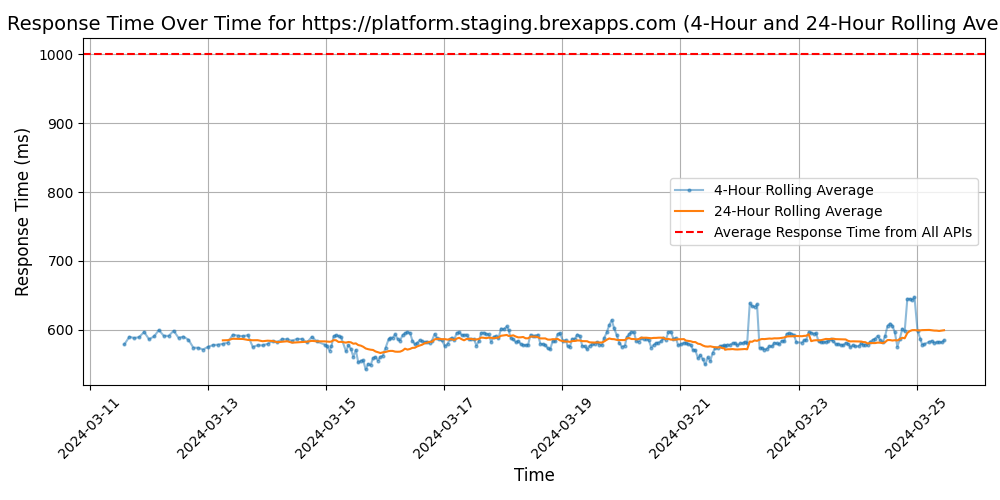 Response Time Over Time for https://platform.staging.brexapps.com (4-Hour and 24-Hour Rolling Ave
Response Time (ms)
1000
900
800
700
600
4-Hour Rolling Average
24-Hour Rolling Average
Average Response Time from All APIs
2024-03-11
2024-03-13
2024-03-15
2024-03-17
2024-03-19
2024-03-21
2024-03-23
2024-03-25
Time